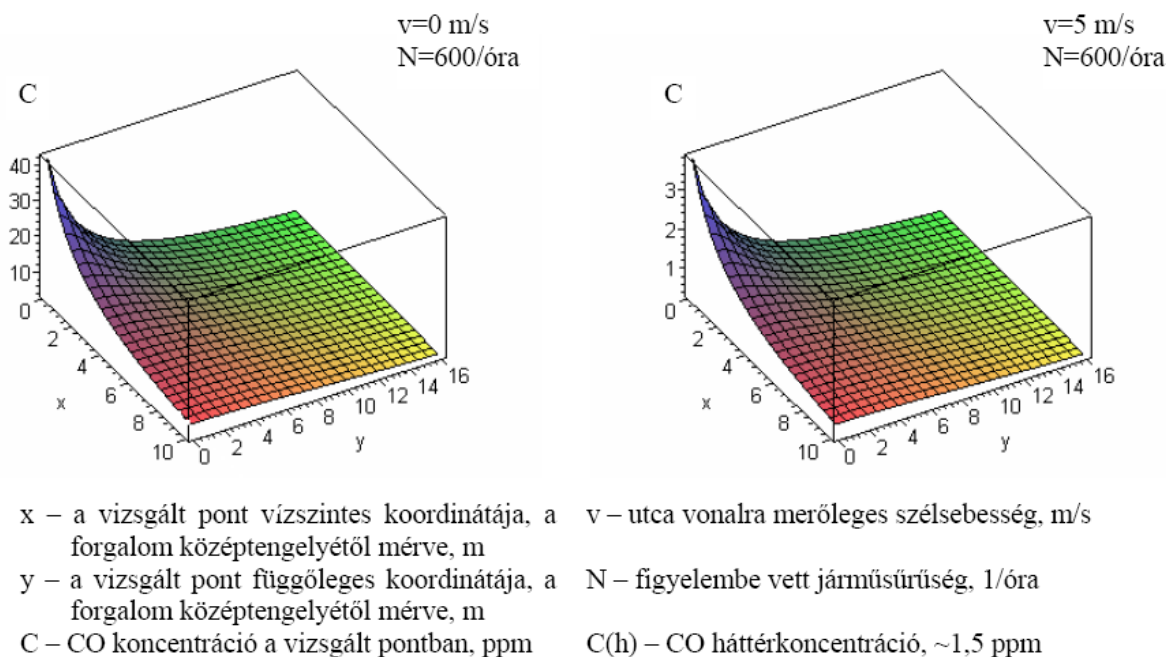 v=0 m/s
N=600/óra
C
40
30
20
10
0
2
4
6
8
10
x
0
2
4
6
8
10
12
14
16
y
v=5 m/s
N=600/óra
C
3
2
1
0
2
4
6
8
10
x
0
2
4
6
8
10
12
14
16
y
x – a vizsgált pont vízszintes koordinátája, a
forgalom középtengelyétől mérve, m
y – a vizsgált pont függőleges koordinátája, a
forgalom középtengelyétől mérve, m
C – CO koncentráció a vizsgált pontban, ppm
v – utca vonalra merőleges szélsebesség, m/s
N – figyelembe vett járműsűrűség, 1/óra
C(h) – CO háttérkoncentráció, ~1,5 ppm